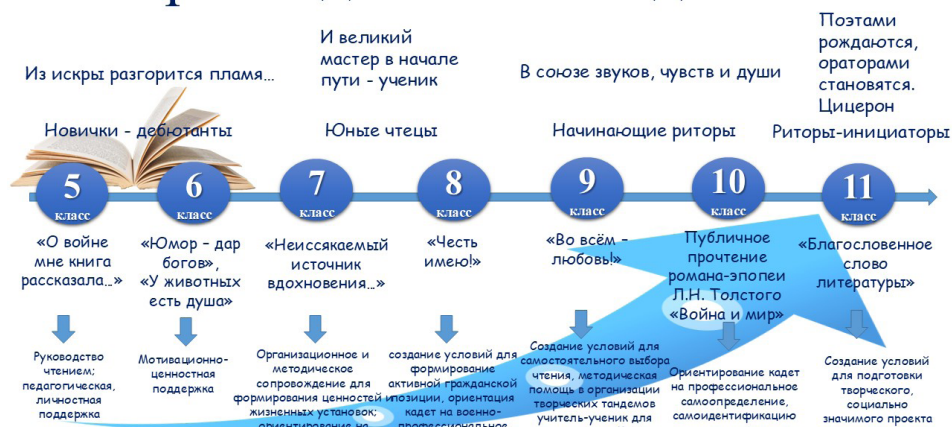 Из искры разгорится пламя…
И великий
мастер в начале
пути - ученик
В союзе звуков, чувств и души
Поэтами
рождаются,
ораторами
становятся.
Цицерон
Новички - дебютанты
Юные чтецы
Начинающие риторы
Риторы-инициаторы
5
класс
6
класс
7
класс
8
класс
9
класс
10
класс
11
класс
«О войне
мне книга
рассказала…»
«Юмор – дар
богов»,
«У животных
есть душа»
«Неиссякаемый
источник
вдохновения…»
«Честь
имею!»
«Во всём –
любовь!»
Публичное
прочтение
романа-эпопеи
Л.Н. Толстого
«Война и мир»
«Благословенное
слово
литературы»
Руководство
чтением;
педагогическая,
личностная
поддержка
Мотивационно-
ценностная
поддержка
Организационное и
методическое
сопровождение для
формирования ценностей и
жизненных установок;
ориентирование на
создание условий для
формирование
активной гражданской
позиции, ориентация
кадет на военно-
профессиональное
Создание условий для
самостоятельного выбора
чтения, методическая
помощь в организации
творческих тандемов
учитель-ученик для
Ориентирование кадет
на профессиональное
самоопределение,
самоидентификацию
Создание условий
для подготовки
творческого,
социально
значимого проекта